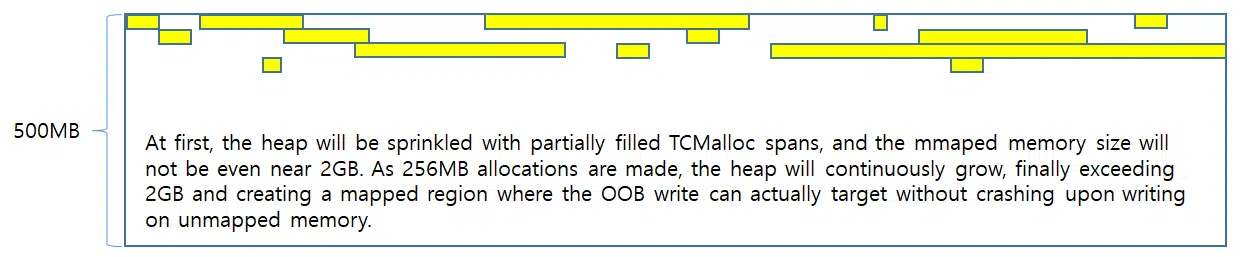 500MB
At first, the heap will be sprinkled with partially filled TCMalloc spans, and the mmaped memory size will
not be even near 2GB. As 256MB allocations are made, the heap will continuously grow, finally exceeding
2GB and creating a mapped region where the OOB write can actually target without crashing upon writing
on unmapped memory.